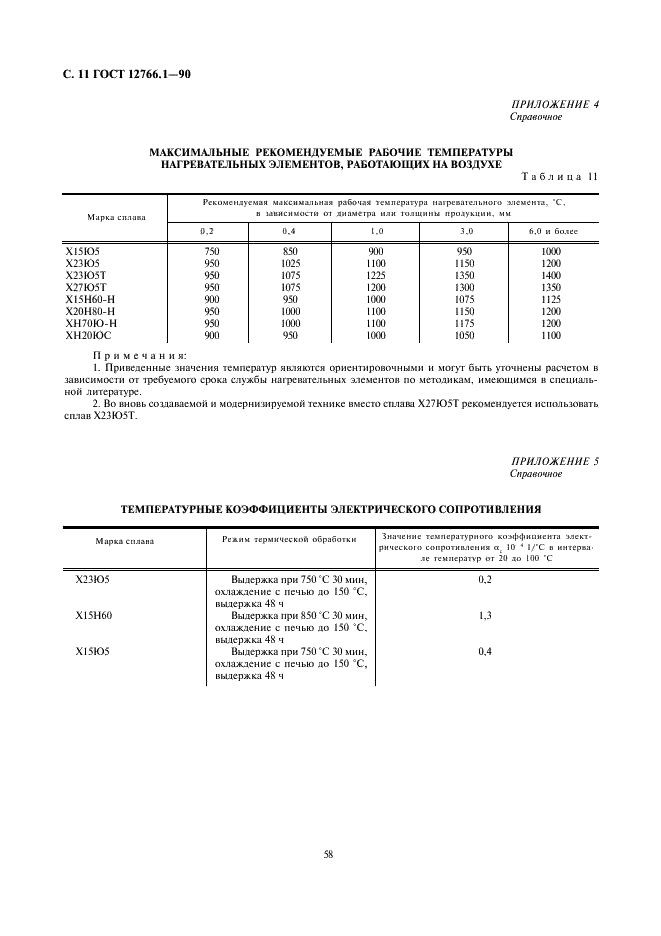 С. 11 ГОСТ 12766.1—90
ПРИЛОЖЕНИЕ 4
Справочное
МАКСИМАЛЬНЫЕ РЕКОМЕНДУЕМЫЕ РАБОЧИЕ ТЕМПЕРАТУРЫ
НАГРЕВАТЕЛЬНЫХ ЭЛЕМЕНТОВ, РАБОТАЮЩИХ НА ВОЗДУХЕ
Таблица 11
Марка сплава
Рекомендуемая максимальная рабочая температура нагревательного элемента, °С,
в зависимости от диаметра или толщины продукции, мм
0,2 0,4 1,0 3,0 6,0 и более
Х15Ю5 750 850 900 950 1000
Х23Ю5 950 1025 1100 1150 1200
Х23Ю5Т 950 1075 1225 1350 1400
Х27Ю5Т 950 1075 1200 1300 1350
Х15Н60-Н 900 950 1000 1075 1125
Х20Н80-Н 950 1000 1100 1150 1200
ХН70Ю-Н 950 1000 1100 1175 1200
ХН20ЮС 900 950 1000 1050 1100
Примечания:
1. Приведенные значения температур являются ориентировочными и могут быть уточнены расчетом в
зависимости от требуемого срока службы нагревательных элементов по методикам, имеющимся в специаль-
ной литературе.
2. Во вновь создаваемой и модернизируемой технике вместо сплава Х27Ю5Т рекомендуется использовать
сплав Х23Ю5Т.
ПРИЛОЖЕНИЕ 5
Справочное
ТЕМПЕРАТУРНЫЕ КОЭФФИЦИЕНТЫ ЭЛЕКТРИЧЕСКОГО СОПРОТИВЛЕНИЯ
Марка сплава
Режим термической обработки
Значение температурного коэффициента элект-
рического сопротивления α, 10⁻⁴ 1/°С в интерва-
ле температур от 20 до 100 °С
Х23Ю5 Выдержка при 750 °С 30 мин, 0,2
охлаждение с печью до 150 °С,
выдержка 48 ч
Х15Н60 Выдержка при 850 °С 30 мин, 1,3
охлаждение с печью до 150 °С,
выдержка 48 ч
Х15Ю5 Выдержка при 750 °С 30 мин, 0,4
охлаждение с печью до 150 °С,
выдержка 48 ч
58